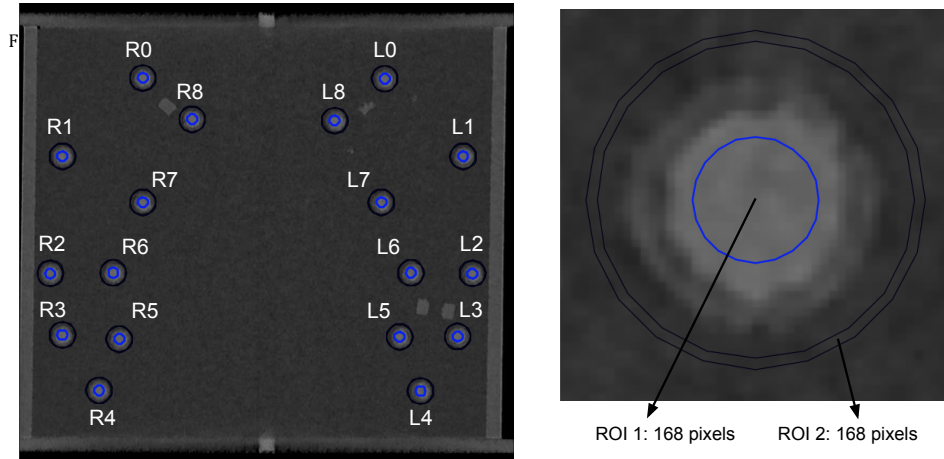 F
R0 L0
R8 L8
R1 L1
R7 L7
R2 R6 L6 L2
R3 R5 L5 L3
R4 L4
ROI 1: 168 pixels ROI 2: 168 pixels